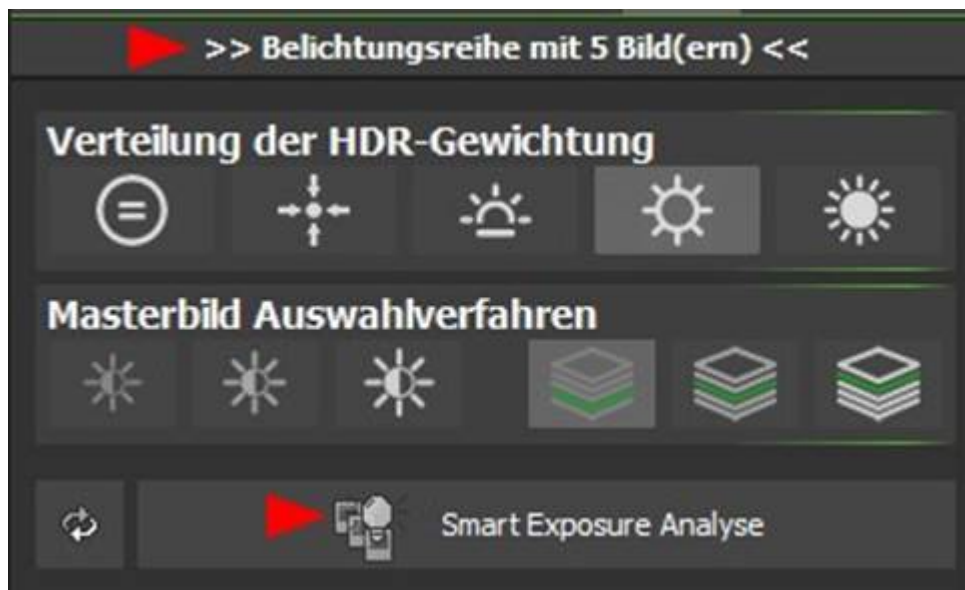 >> Belichtungsreihe mit 5 Bild(ern) <<
Verteilung der HDR-Gewichtung
Masterbild Auswahlverfahren
Smart Exposure Analyse